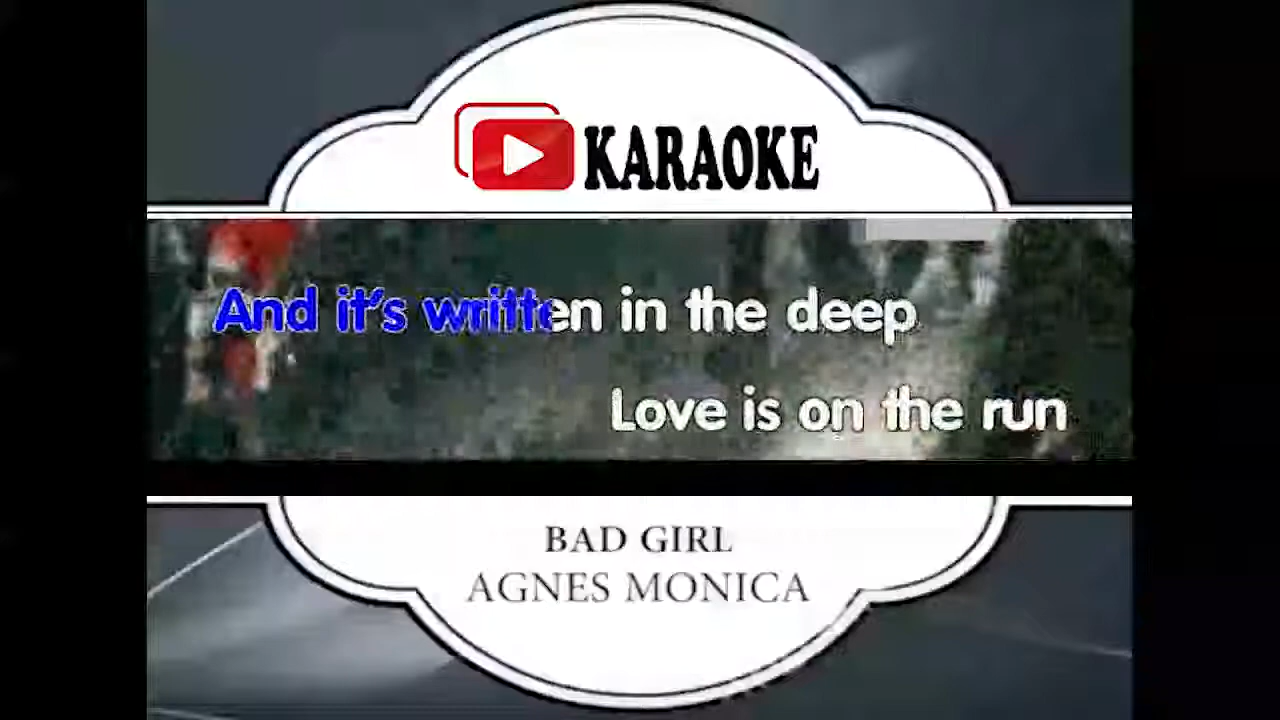 KARAOKE
And it's written in the deep
Love is on the run
BAD GIRL
AGNES MONICA